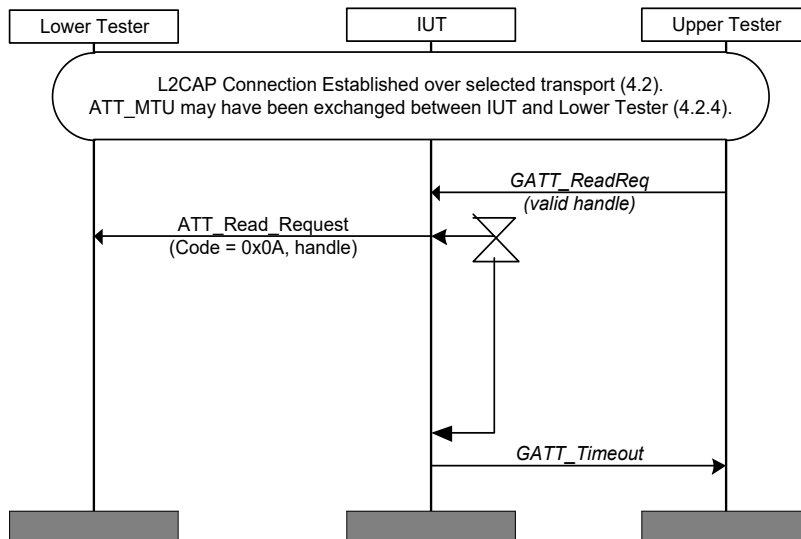 Lower Tester
IUT
Upper Tester
L2CAP Connection Established over selected transport (4.2).
ATT_MTU may have been exchanged between IUT and Lower Tester (4.2.4).
GATT_ReadReq
(valid handle)
ATT_Read_Request
(Code = 0x0A, handle)
GATT_Timeout